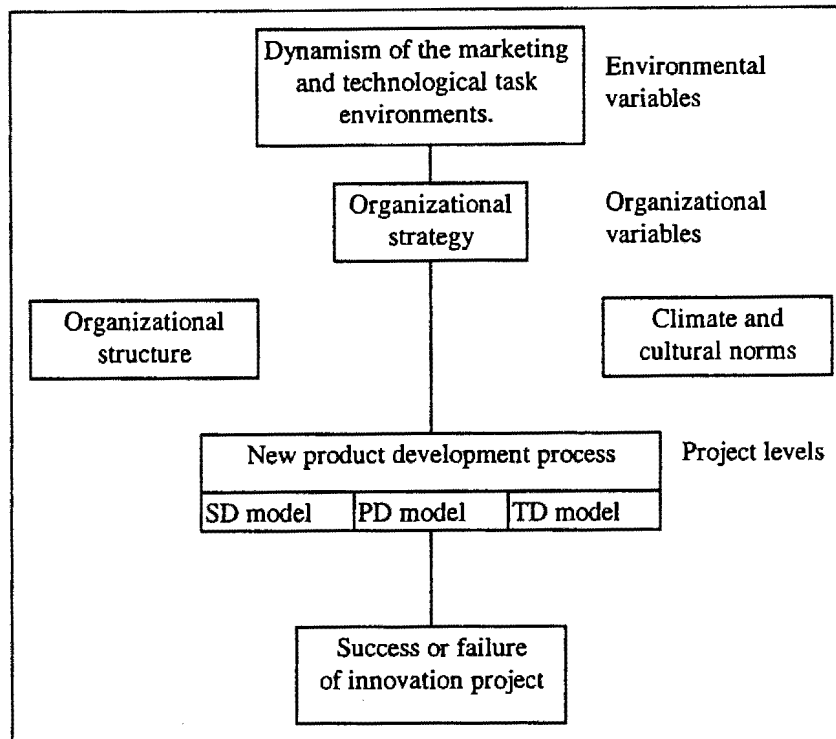 Dynamism of the marketing
and technological task
environments.
Environmental
variables
Organizational
strategy
Organizational
variables
Organizational
structure
Climate and
cultural norms
New product development process
Project levels
SD model
PD model
TD model
Success or failure
of innovation project